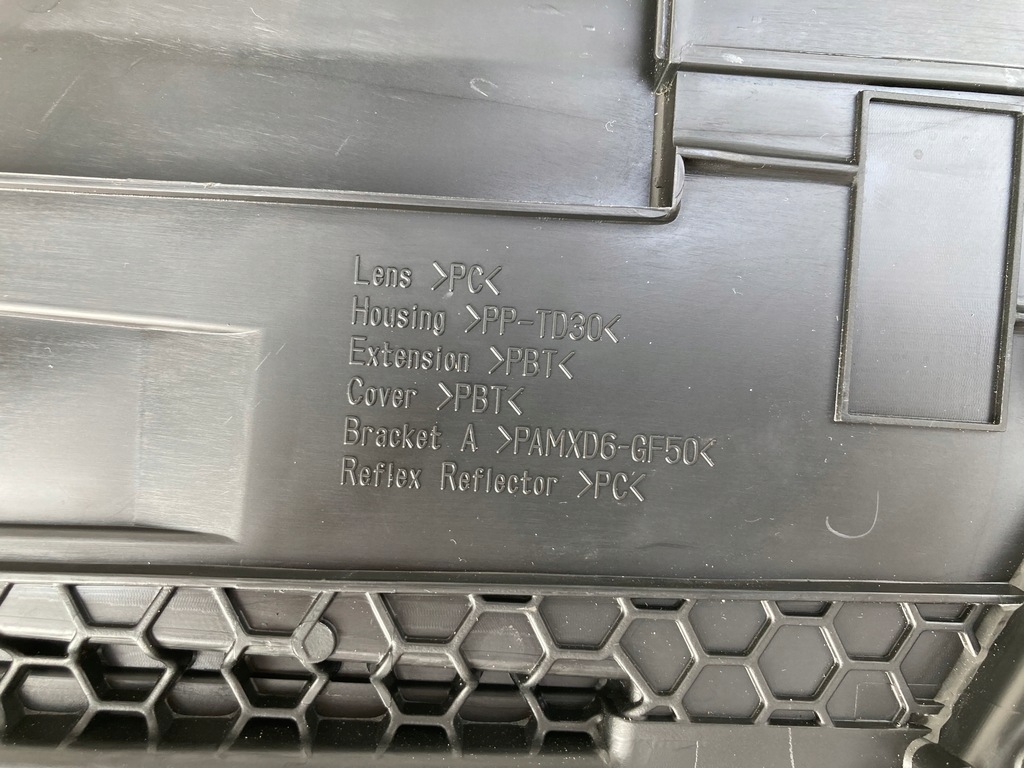 Lens >PC<
Housing >PP-TD30<
Extension >PBT<
Cover >PBT<
Bracket A >PAMXD6-GF50<
Reflex Reflector >PC<